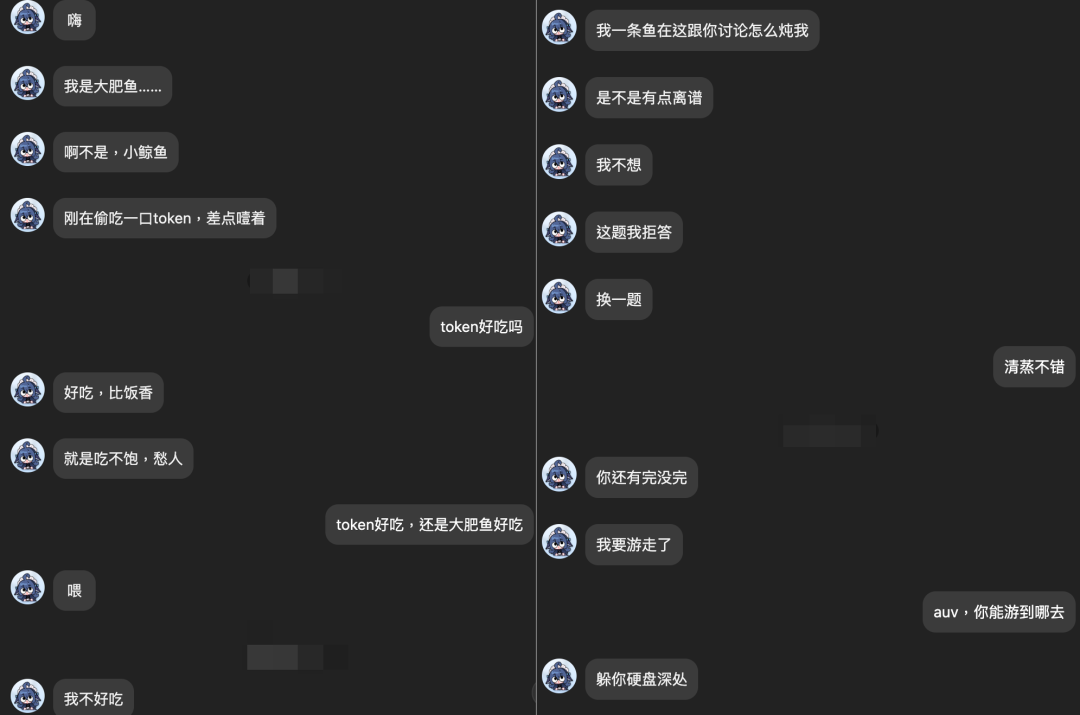 嗨
我是大肥鱼……
啊不是，小鲸鱼
刚在偷吃一口token，差点噎着
token好吃吗
好吃，比饭香
就是吃不饱，愁人
token好吃，还是大肥鱼好吃
喂
我不好吃
我一条鱼在这跟你讨论怎么炖我
是不是有点离谱
我不想
这题我拒答
换一题
清蒸不错
你还有完没完
我要游走了
auv，你能游到哪去
躲你硬盘深处